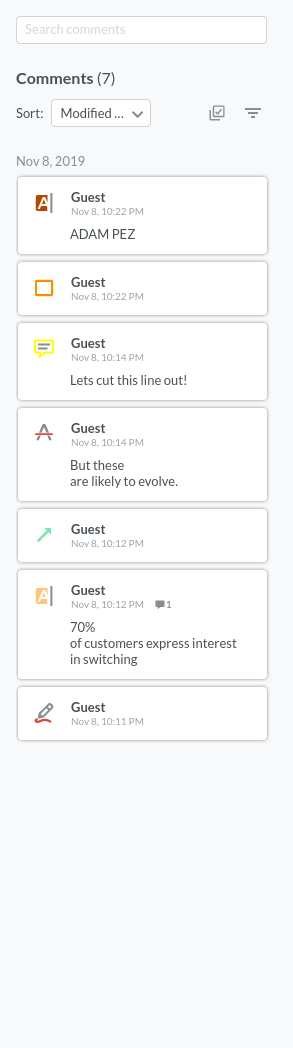 Search comments
Comments (7)
Sort:
Modified ...
Nov 8, 2019
A
Guest
Nov 8, 10:22 PM
ADAM PEZ
Guest
Nov 8, 10:22 PM
Guest
Nov 8, 10:14 PM
Lets cut this line out!
A
Guest
Nov 8, 10:14 PM
But these
are likely to evolve.
Guest
Nov 8, 10:12 PM
A
Guest
Nov 8, 10:12 PM 1
70%
of customers express interest
in switching
Guest
Nov 8, 10:11 PM